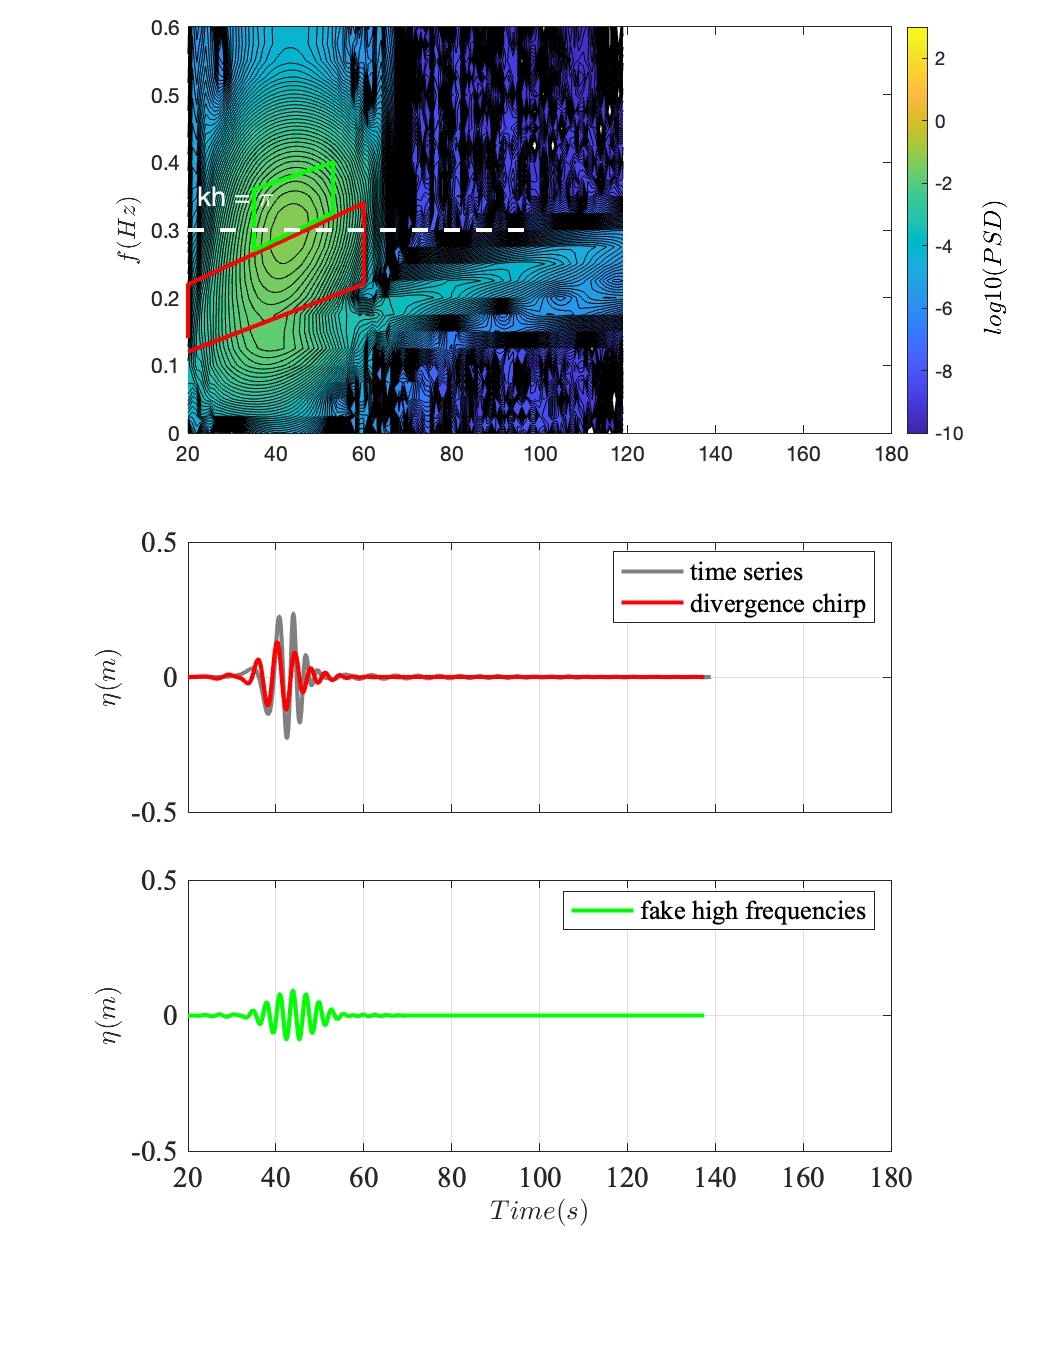 0.6
0.5
0.4
0.3
0.2
0.1
0
f(Hz)
kh = π
20 40 60 80 100 120 140 160 180
2
0
-2
-4
-6
-8
-10
log10(PSD)
0.5
0
-0.5
η(m)
time series
divergence chirp
0.5
0
-0.5
η(m)
fake high frequencies
20 40 60 80 100 120 140 160 180
Time(s)